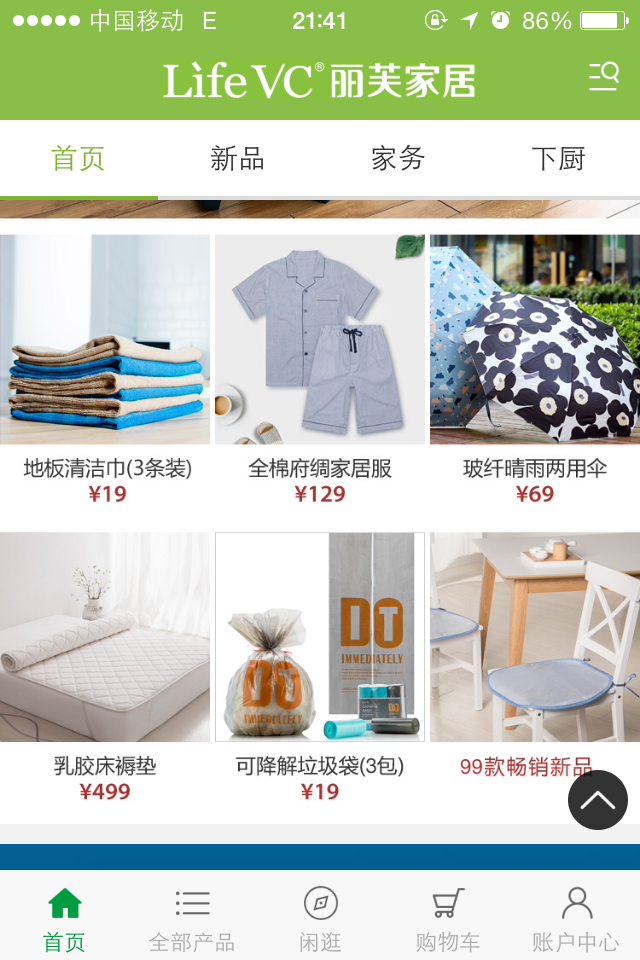 中国移动 E 21:41 86%
LifeVC® 丽芙家居
首页 新品 家务 下厨
地板清洁巾(3条装) 全棉府绸家居服 玻纤晴雨两用伞
¥19 ¥129 ¥69
DOT
IMMEDIATELY
DOT
IMMEDIATELY
乳胶床褥垫 可降解垃圾袋(3包) 99款畅销新品
¥499 ¥19
首页 全部产品 闲逛 购物车 账户中心